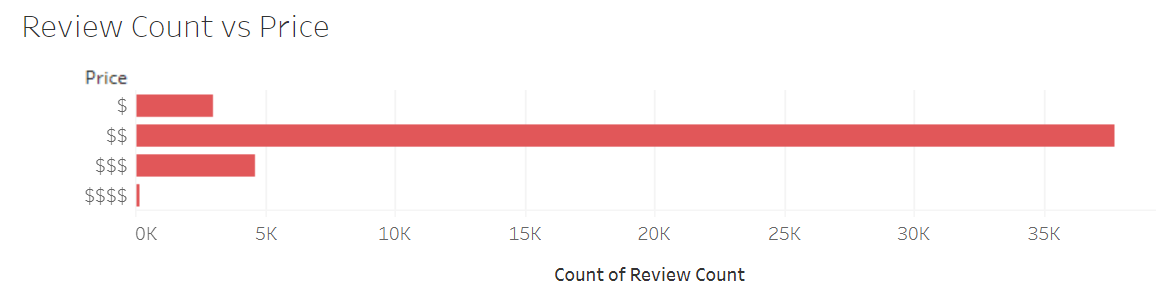 Review Count vs Price
Price
$
$$
$$$
$$$$
0K 5K 10K 15K 20K 25K 30K 35K
Count of Review Count